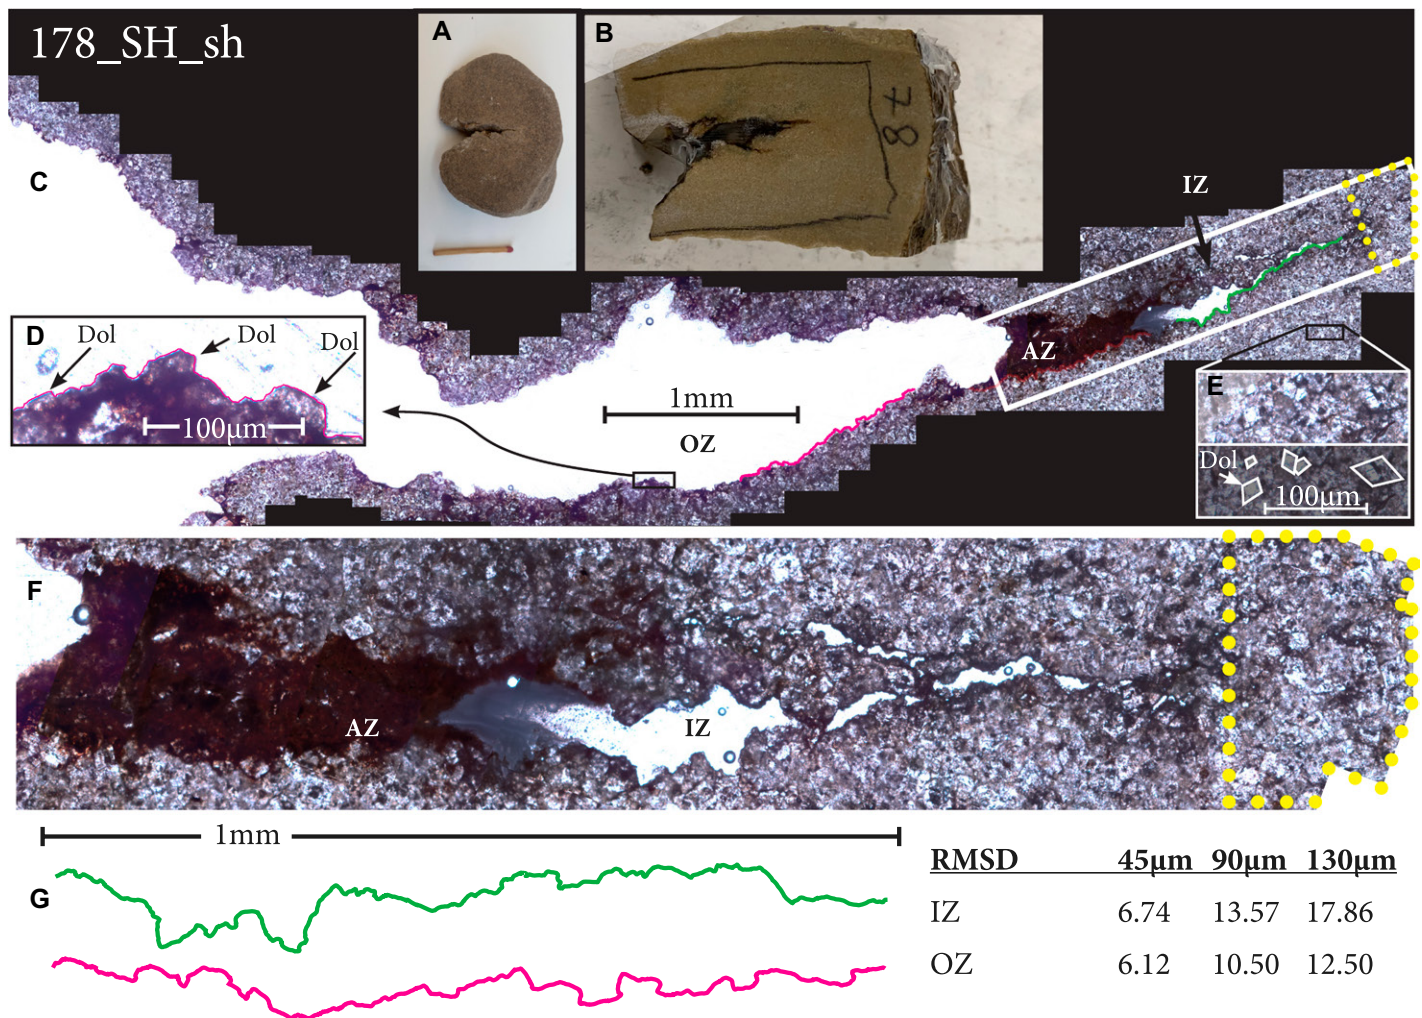 178_SH_sh
A
B
78
C
IZ
D
Dol
Dol
Dol
100μm
1mm
OZ
AZ
E
Dol
100μm
F
AZ
IZ
1mm
G
RMSD 45μm 90μm 130μm
IZ 6.74 13.57 17.86
OZ 6.12 10.50 12.50